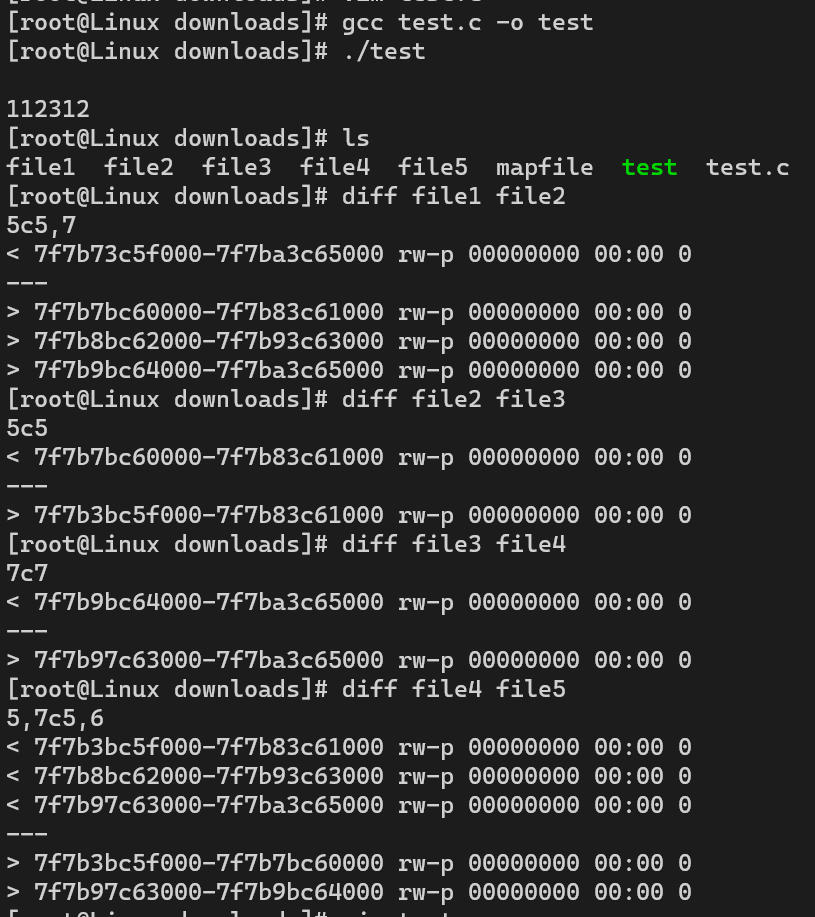 [root@Linux downloads]# gcc test.c -o test
[root@Linux downloads]# ./test
112312
[root@Linux downloads]# ls
file1  file2  file3  file4  file5  mapfile  test  test.c
[root@Linux downloads]# diff file1 file2
5c5,7
< 7f7b73c5f000-7f7ba3c65000 rw-p 00000000 00:00 0
---
> 7f7b7bc60000-7f7b83c61000 rw-p 00000000 00:00 0
> 7f7b8bc62000-7f7b93c63000 rw-p 00000000 00:00 0
> 7f7b9bc64000-7f7ba3c65000 rw-p 00000000 00:00 0
[root@Linux downloads]# diff file2 file3
5c5
< 7f7b7bc60000-7f7b83c61000 rw-p 00000000 00:00 0
---
> 7f7b3bc5f000-7f7b83c61000 rw-p 00000000 00:00 0
[root@Linux downloads]# diff file3 file4
7c7
< 7f7b9bc64000-7f7ba3c65000 rw-p 00000000 00:00 0
---
> 7f7b97c63000-7f7ba3c65000 rw-p 00000000 00:00 0
[root@Linux downloads]# diff file4 file5
5,7c5,6
< 7f7b3bc5f000-7f7b83c61000 rw-p 00000000 00:00 0
< 7f7b8bc62000-7f7b93c63000 rw-p 00000000 00:00 0
< 7f7b97c63000-7f7ba3c65000 rw-p 00000000 00:00 0
---
> 7f7b3bc5f000-7f7b7bc60000 rw-p 00000000 00:00 0
> 7f7b97c63000-7f7b9bc64000 rw-p 00000000 00:00 0